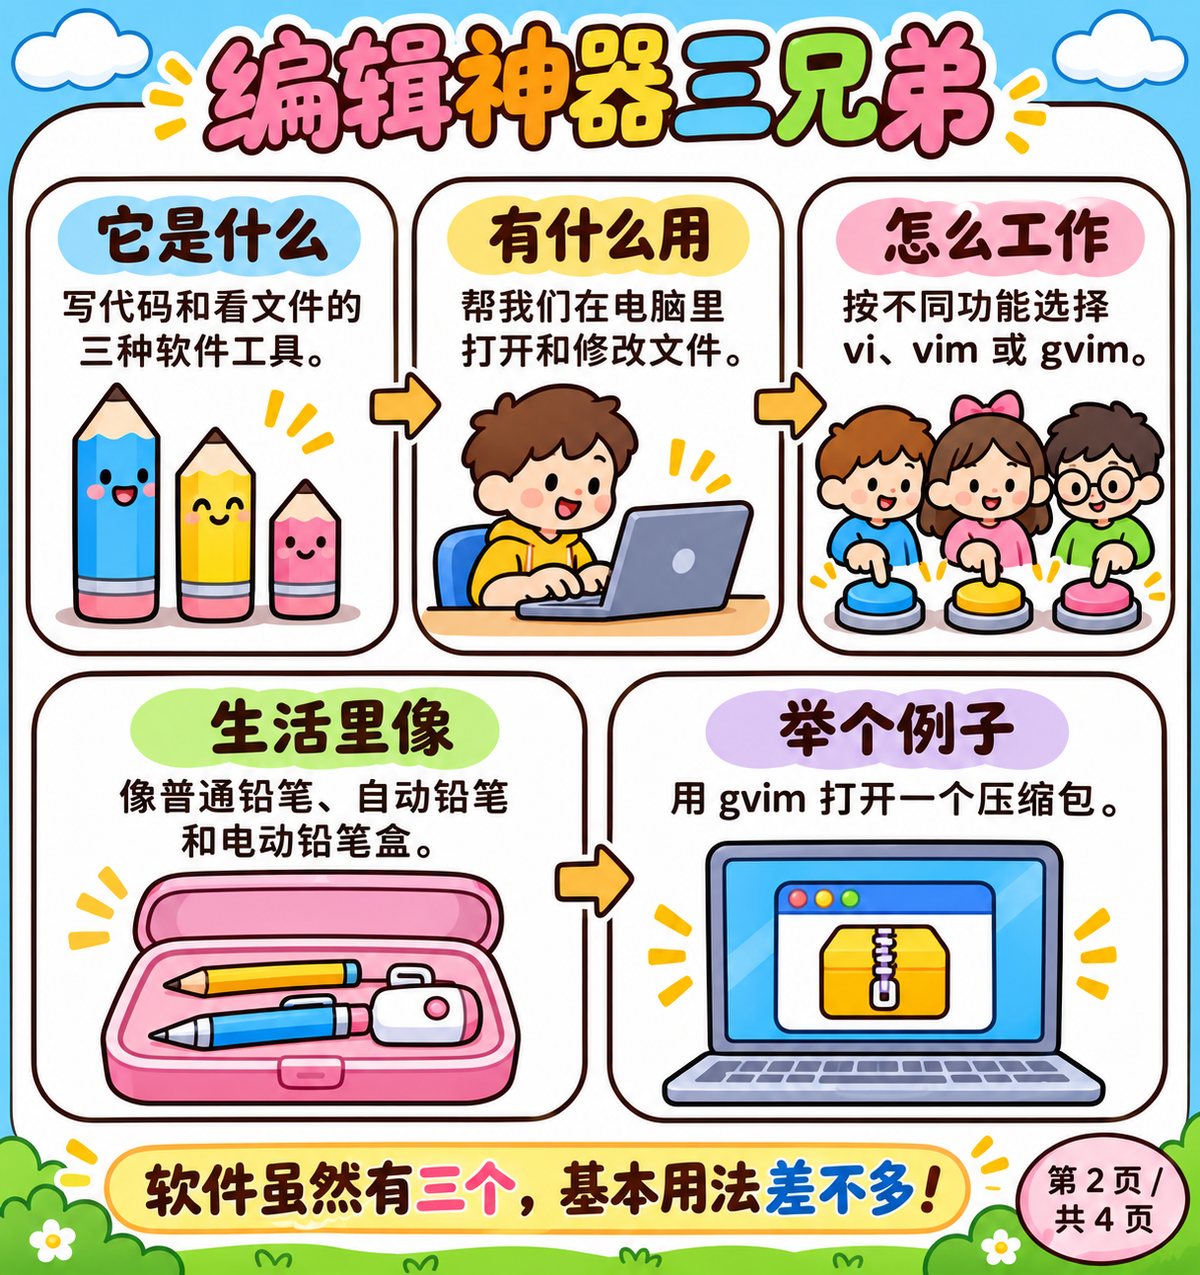 编辑神器三兄弟
它是什么
写代码和看文件的
三种软件工具。
有什么用
帮我们在电脑里
打开和修改文件。
怎么工作
按不同功能选择
vi、vim 或 gvim。
生活里像
像普通铅笔、自动铅笔
和电动铅笔盒。
举个例子
用 gvim 打开一个压缩包。
软件虽然有三个，基本用法差不多！
第 2 页 /
共 4 页